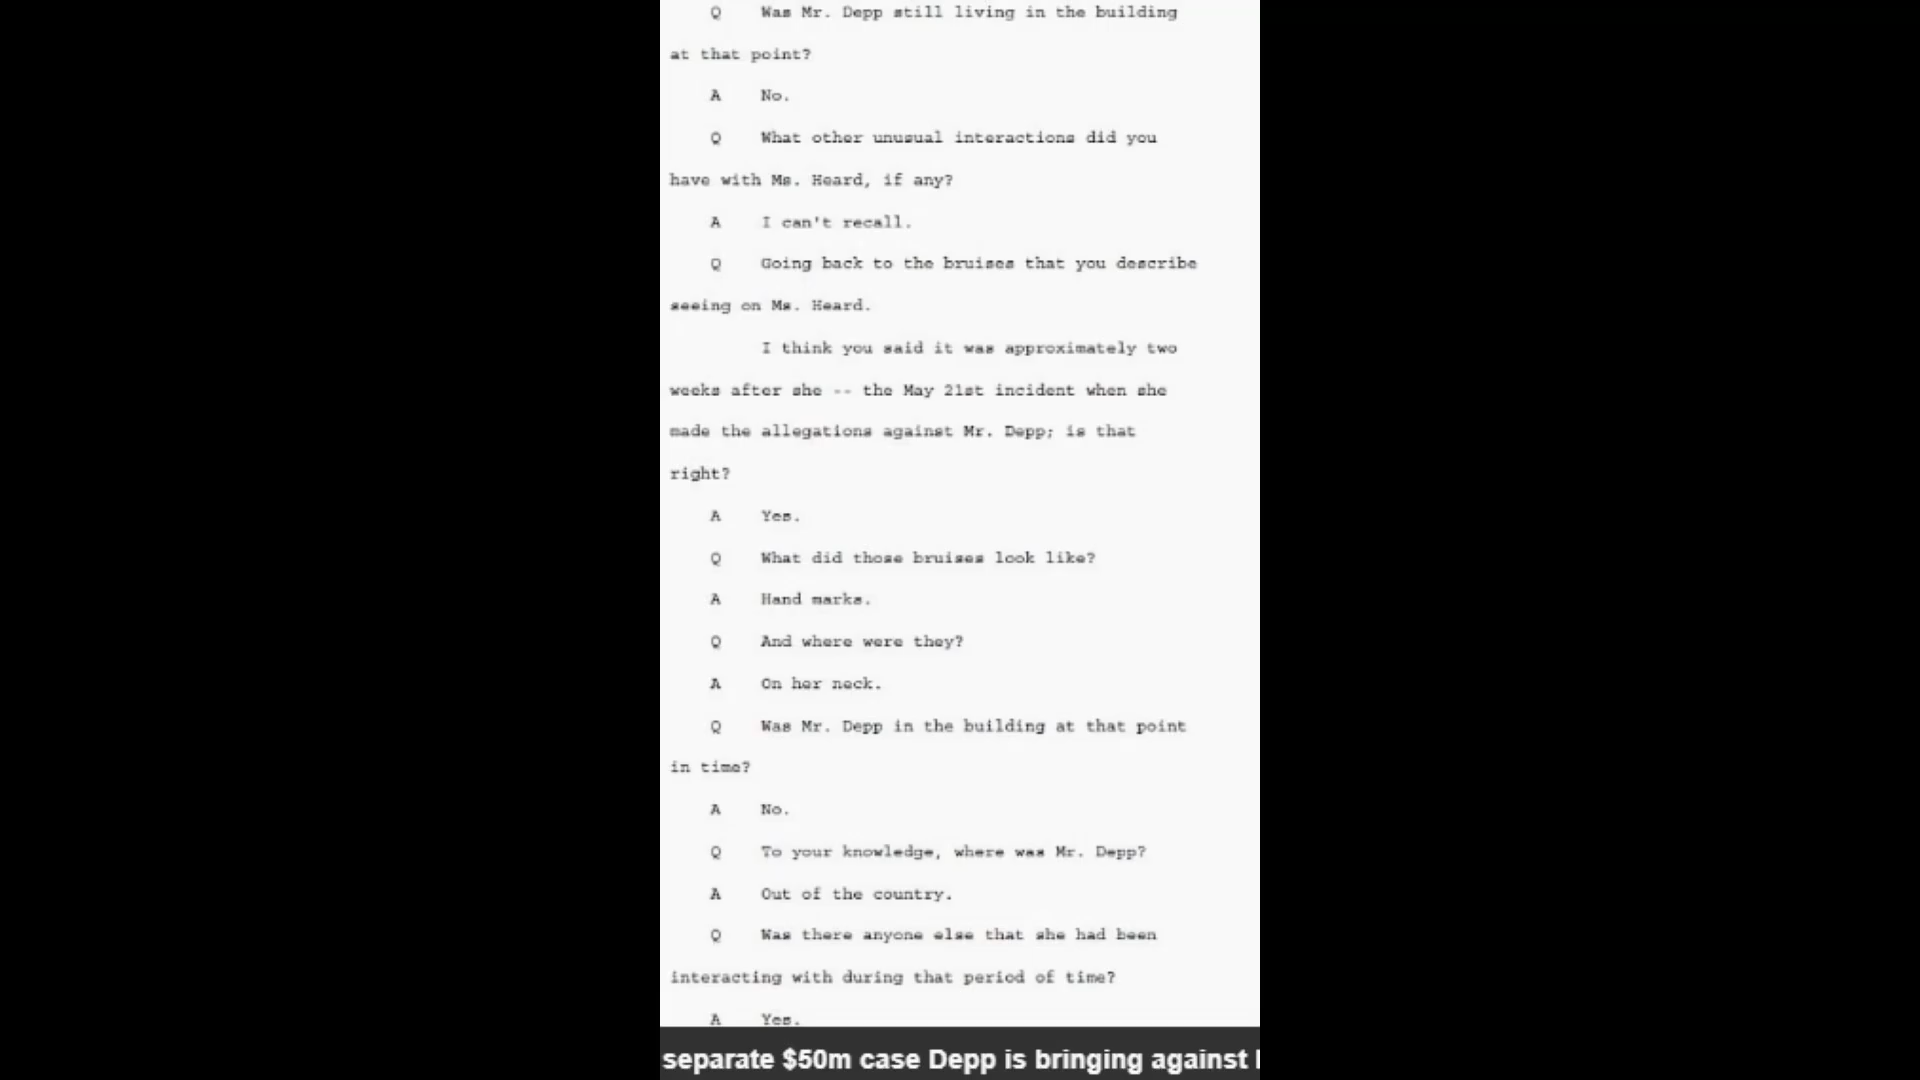 Q Was Mr. Depp still living in the building
at that point?
A No.
Q What other unusual interactions did you
have with Ms. Heard, if any?
A I can't recall.
Q Going back to the bruises that you describe
seeing on Ms. Heard.
I think you said it was approximately two
weeks after she -- the May 21st incident when she
made the allegations against Mr. Depp; is that
right?
A Yes.
Q What did those bruises look like?
A Hand marks.
Q And where were they?
A On her neck.
Q Was Mr. Depp in the building at that point
in time?
A No.
Q To your knowledge, where was Mr. Depp?
A Out of the country.
Q Was there anyone else that she had been
interacting with during that period of time?
A Yes.
separate $50m case Depp is bringing against